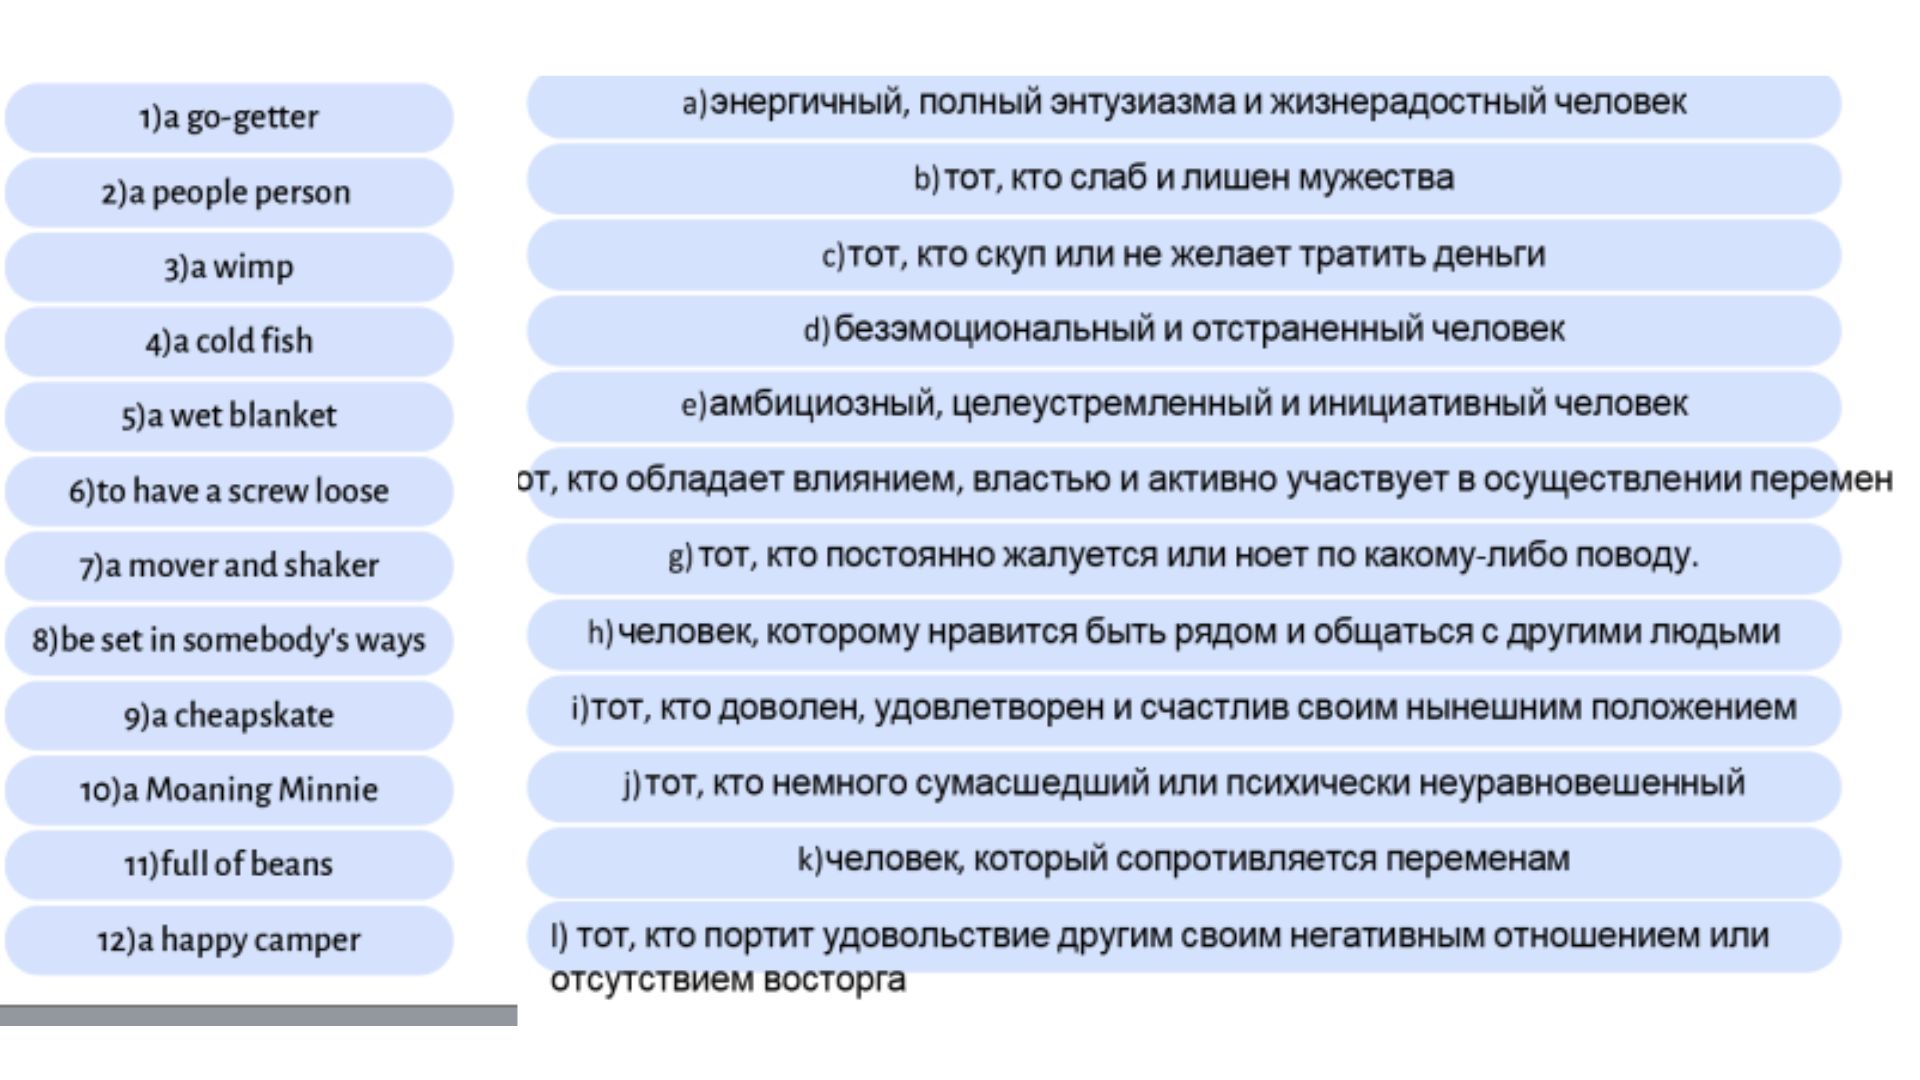 1)a go-getter
2)a people person
3)a wimp
4)a cold fish
5)a wet blanket
6)to have a screw loose
7)a mover and shaker
8)be set in somebody's ways
9)a cheapskate
10)a Moaning Minnie
11)full of beans
12)a happy camper
a)энергичный, полный энтузиазма и жизнерадостный человек
b)тот, кто слаб и лишен мужества
c)тот, кто скуп или не желает тратить деньги
d)безэмоциональный и отстраненный человек
e)амбициозный, целеустремленный и инициативный человек
от, кто обладает влиянием, властью и активно участвует в осуществлении перемен
g)тот, кто постоянно жалуется или ноет по какому-либо поводу.
h)человек, которому нравится быть рядом и общаться с другими людьми
i)тот, кто доволен, удовлетворен и счастлив своим нынешним положением
j)тот, кто немного сумасшедший или психически неуравновешенный
k)человек, который сопротивляется переменам
l) тот, кто портит удовольствие другим своим негативным отношением или
отсутствием восторга